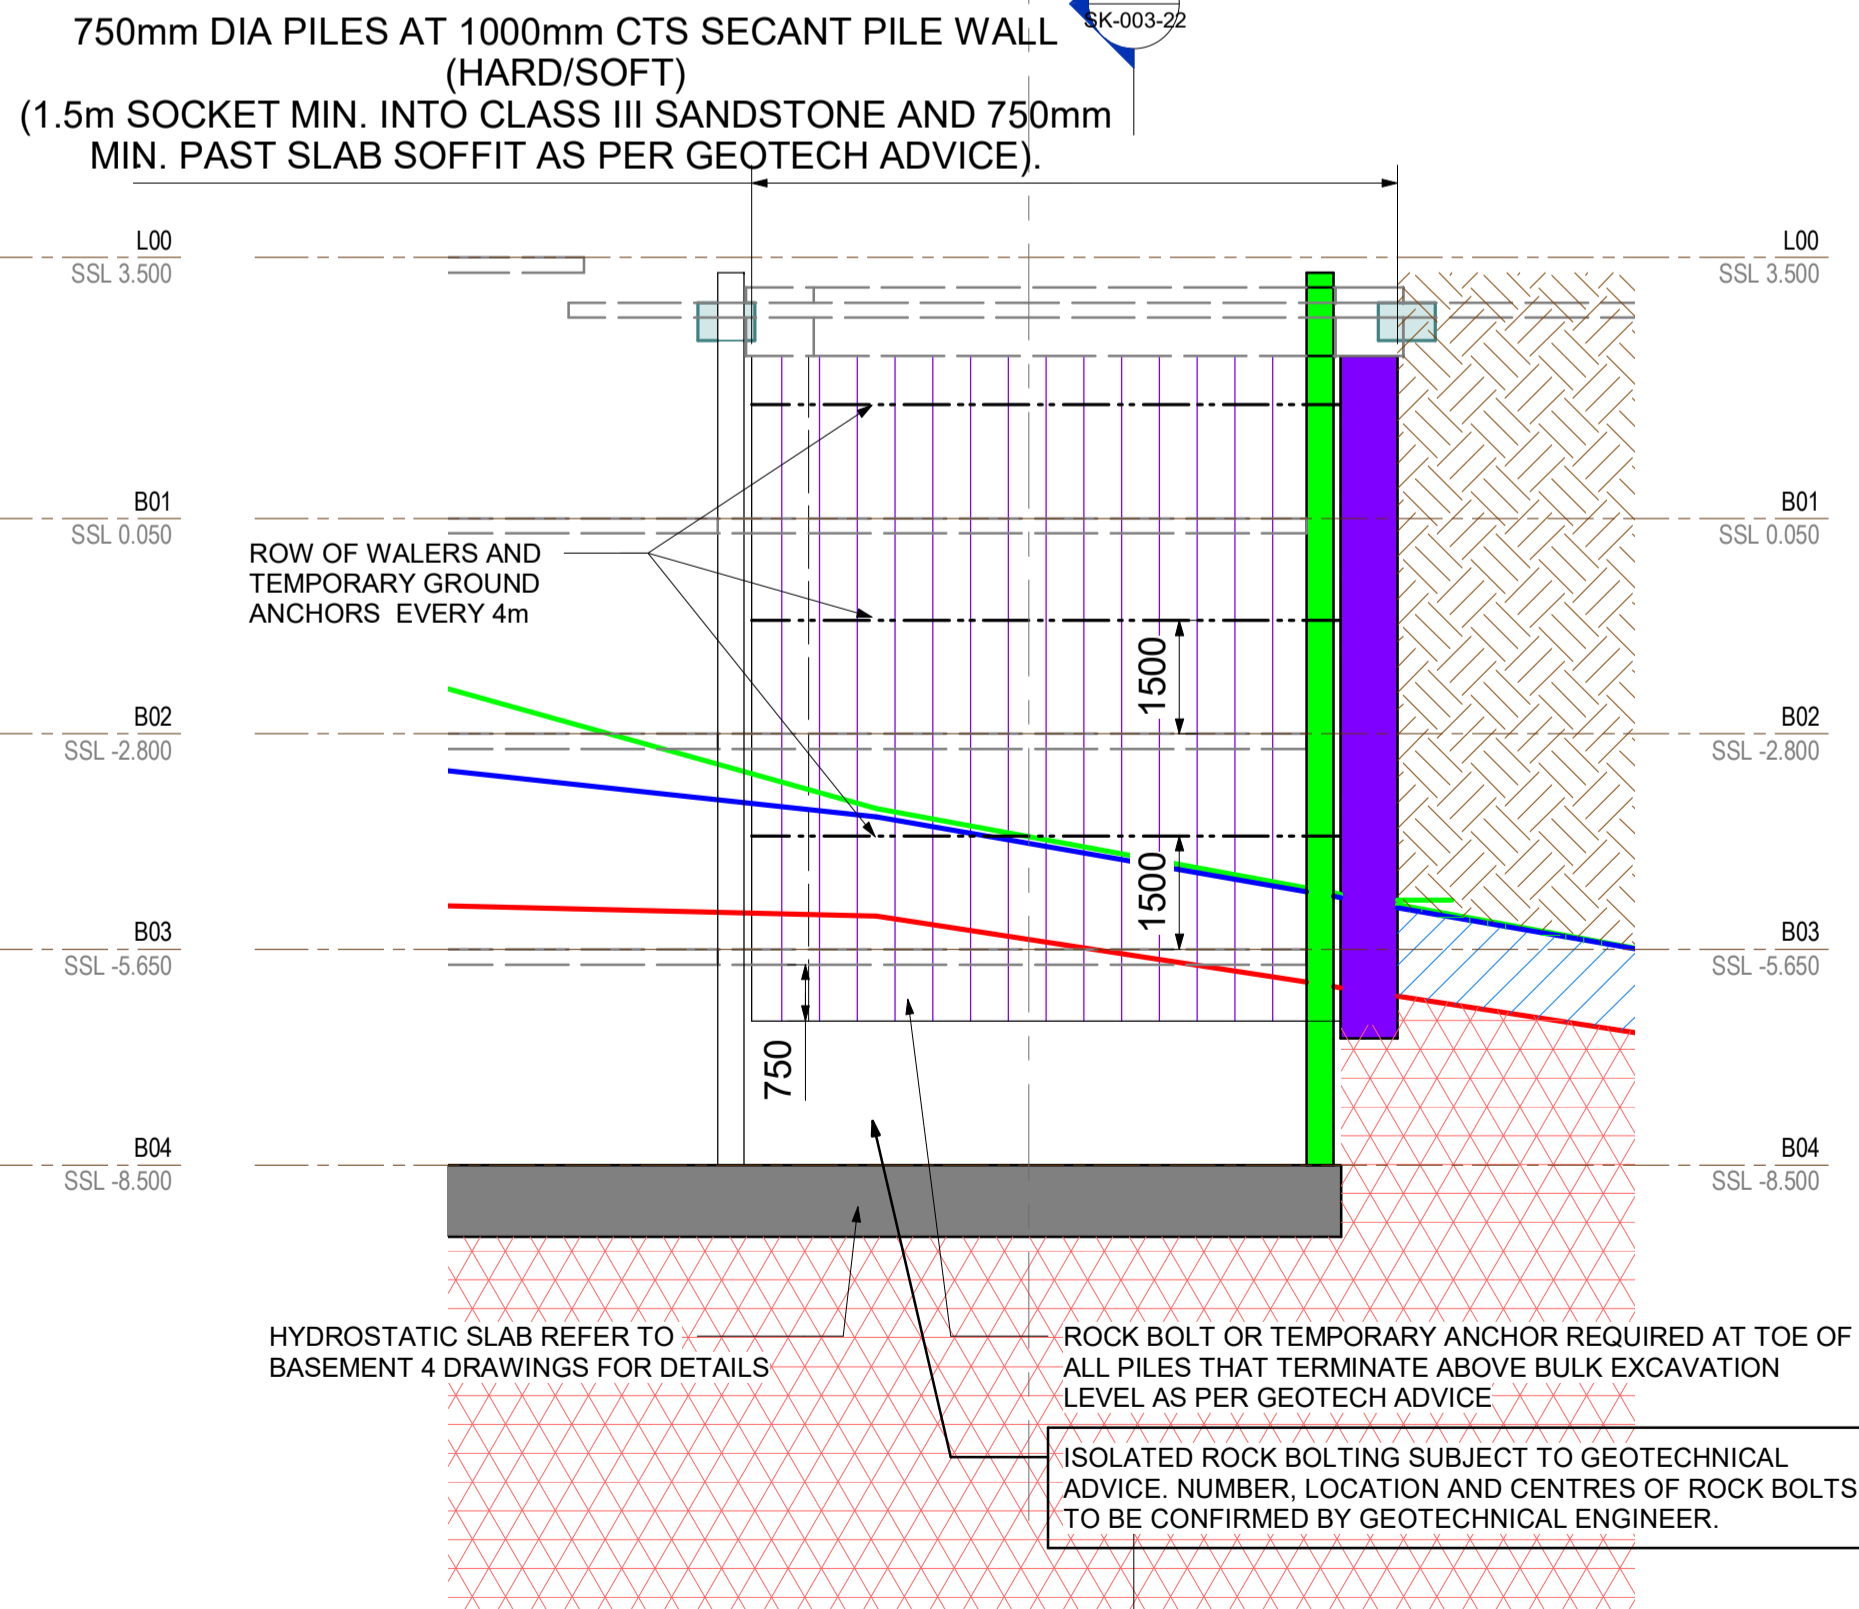 SK-003-22
750mm DIA PILES AT 1000mm CTS SECANT PILE WALL
(HARD/SOFT)
(1.5m SOCKET MIN. INTO CLASS III SANDSTONE AND 750mm
MIN. PAST SLAB SOFFIT AS PER GEOTECH ADVICE).
L00
SSL 3.500
L00
SSL 3.500
B01
SSL 0.050
B01
SSL 0.050
ROW OF WALERS AND
TEMPORARY GROUND
ANCHORS EVERY 4m
1500
B02
SSL -2.800
B02
SSL -2.800
1500
B03
SSL -5.650
B03
SSL -5.650
750
B04
SSL -8.500
B04
SSL -8.500
HYDROSTATIC SLAB REFER TO
BASEMENT 4 DRAWINGS FOR DETAILS
ROCK BOLT OR TEMPORARY ANCHOR REQUIRED AT TOE OF
ALL PILES THAT TERMINATE ABOVE BULK EXCAVATION
LEVEL AS PER GEOTECH ADVICE
ISOLATED ROCK BOLTING SUBJECT TO GEOTECHNICAL
ADVICE. NUMBER, LOCATION AND CENTRES OF ROCK BOLTS
TO BE CONFIRMED BY GEOTECHNICAL ENGINEER.